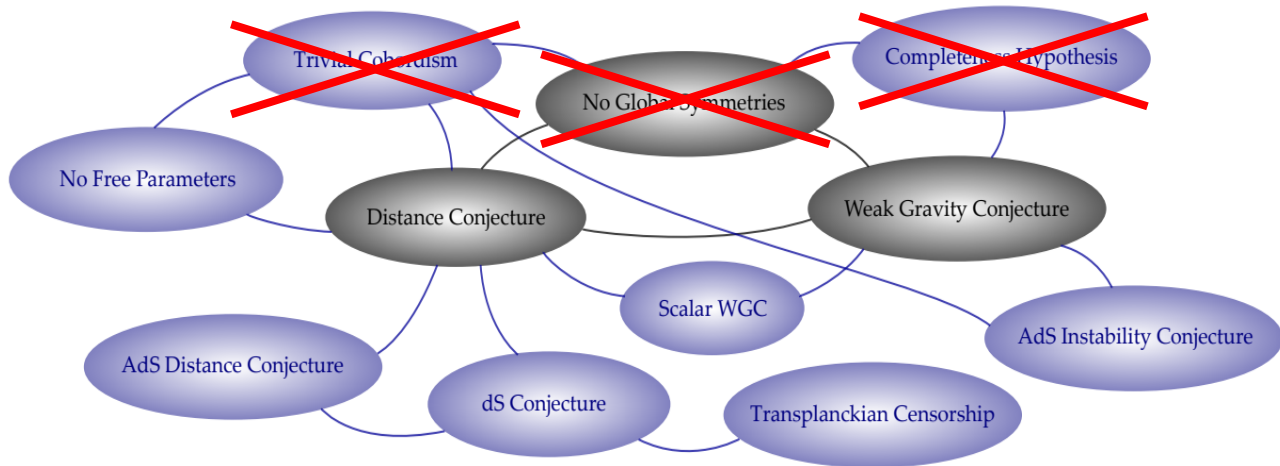 Trivial Cobordism
No Global Symmetries
Completeness Hypothesis
No Free Parameters
Distance Conjecture
Weak Gravity Conjecture
Scalar WGC
AdS Instability Conjecture
AdS Distance Conjecture
dS Conjecture
Transplanckian Censorship